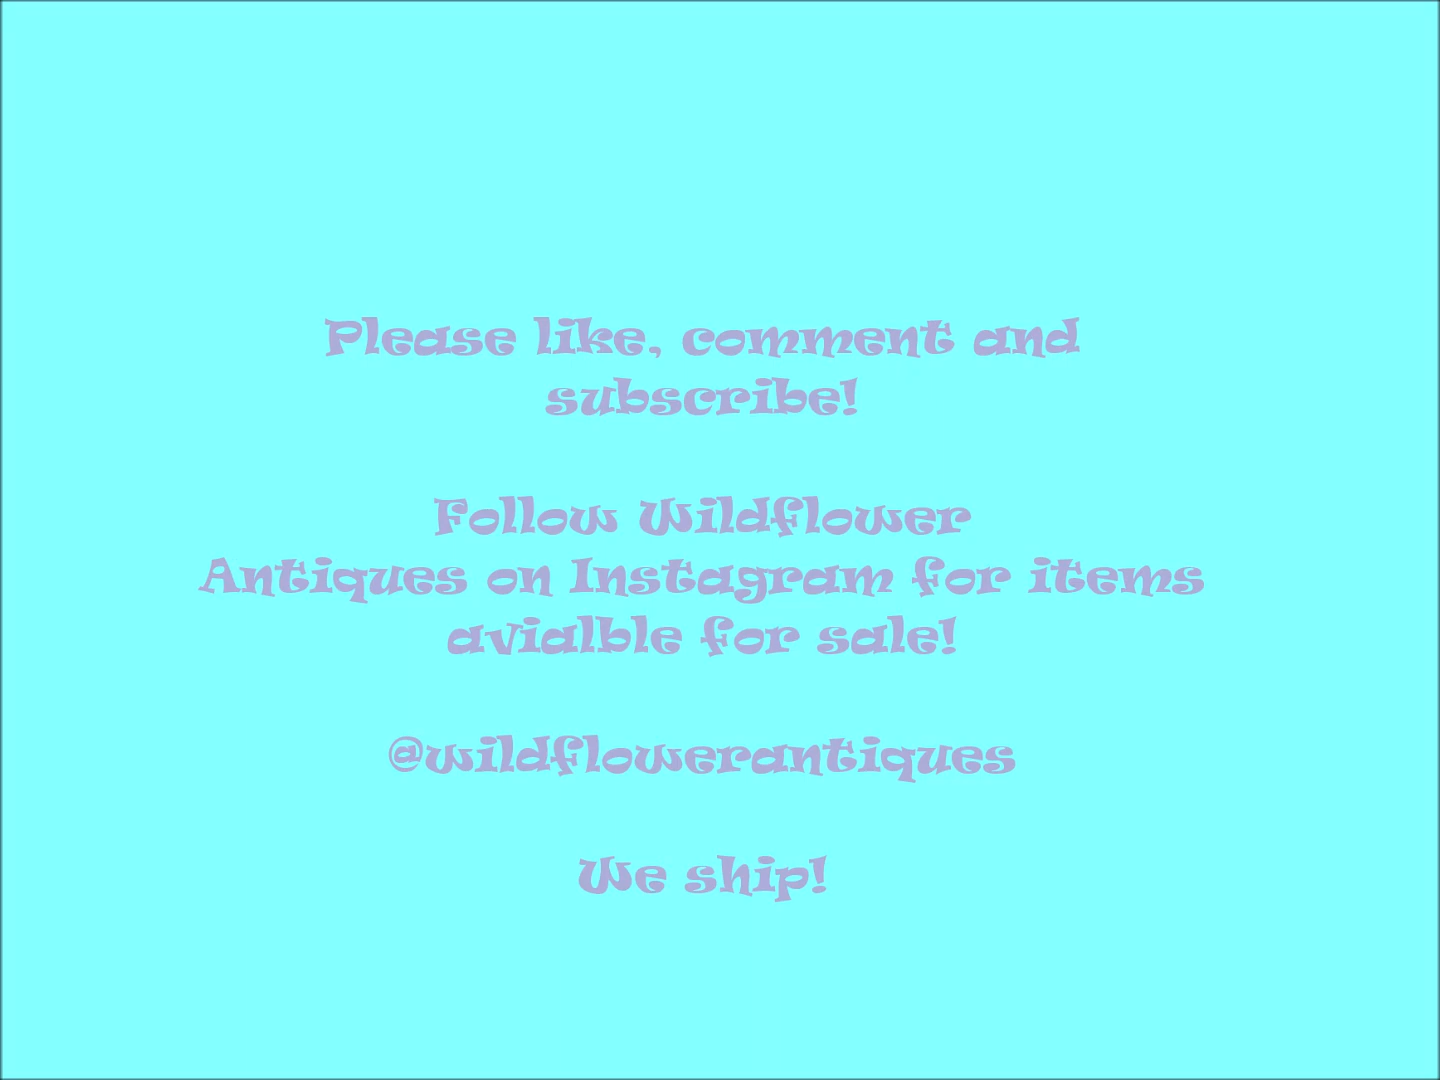 Please like, comment and
subscribe!
Follow Wildflower
Antiques on Instagram for items
avialble for sale!
@wildflowerantiques
We ship!